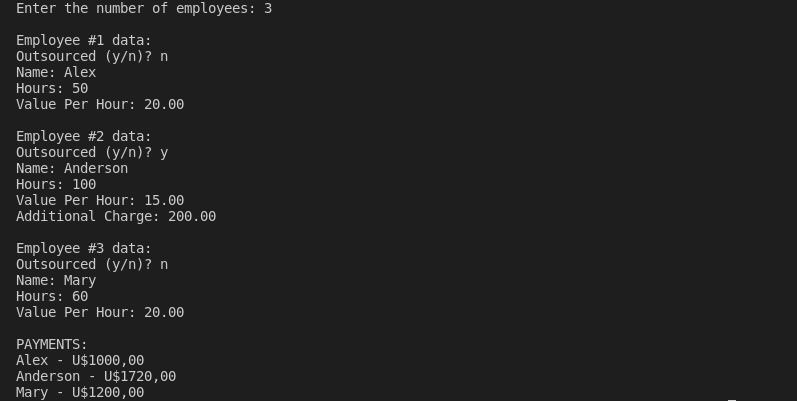 Enter the number of employees: 3
Employee #1 data:
Outsourced (y/n)? n
Name: Alex
Hours: 50
Value Per Hour: 20.00
Employee #2 data:
Outsourced (y/n)? y
Name: Anderson
Hours: 100
Value Per Hour: 15.00
Additional Charge: 200.00
Employee #3 data:
Outsourced (y/n)? n
Name: Mary
Hours: 60
Value Per Hour: 20.00
PAYMENTS:
Alex - U$1000,00
Anderson - U$1720,00
Mary - U$1200,00